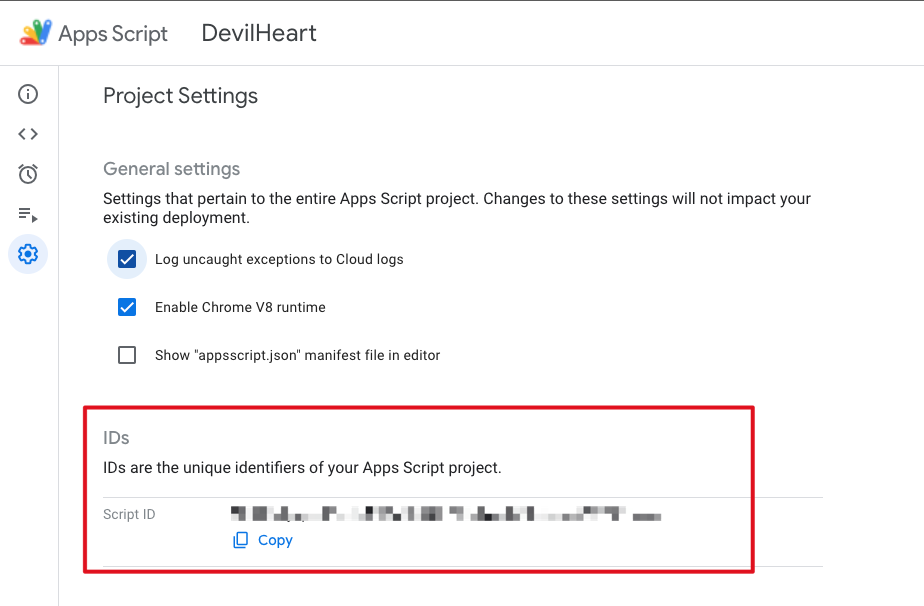 Apps Script DevilHeart
Project Settings
General settings
Settings that pertain to the entire Apps Script project. Changes to these settings will not impact your
existing deployment.
Log uncaught exceptions to Cloud logs
Enable Chrome V8 runtime
Show "appsscript.json" manifest file in editor
IDs
IDs are the unique identifiers of your Apps Script project.
Script ID
Copy